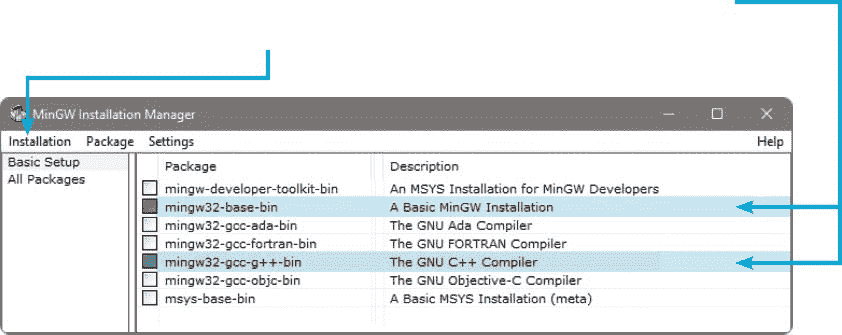 MinGW Installation Manager
Installation Package Settings Help
Basic Setup
All Packages
Package Description
mingw-developer-toolkit-bin An MSYS Installation for MinGW Developers
mingw32-base-bin A Basic MinGW Installation
mingw32-gcc-ada-bin The GNU Ada Compiler
mingw32-gcc-fortran-bin The GNU FORTRAN Compiler
mingw32-gcc-g++-bin The GNU C++ Compiler
mingw32-gcc-objc-bin The GNU Objective-C Compiler
msys-base-bin A Basic MSYS Installation (meta)